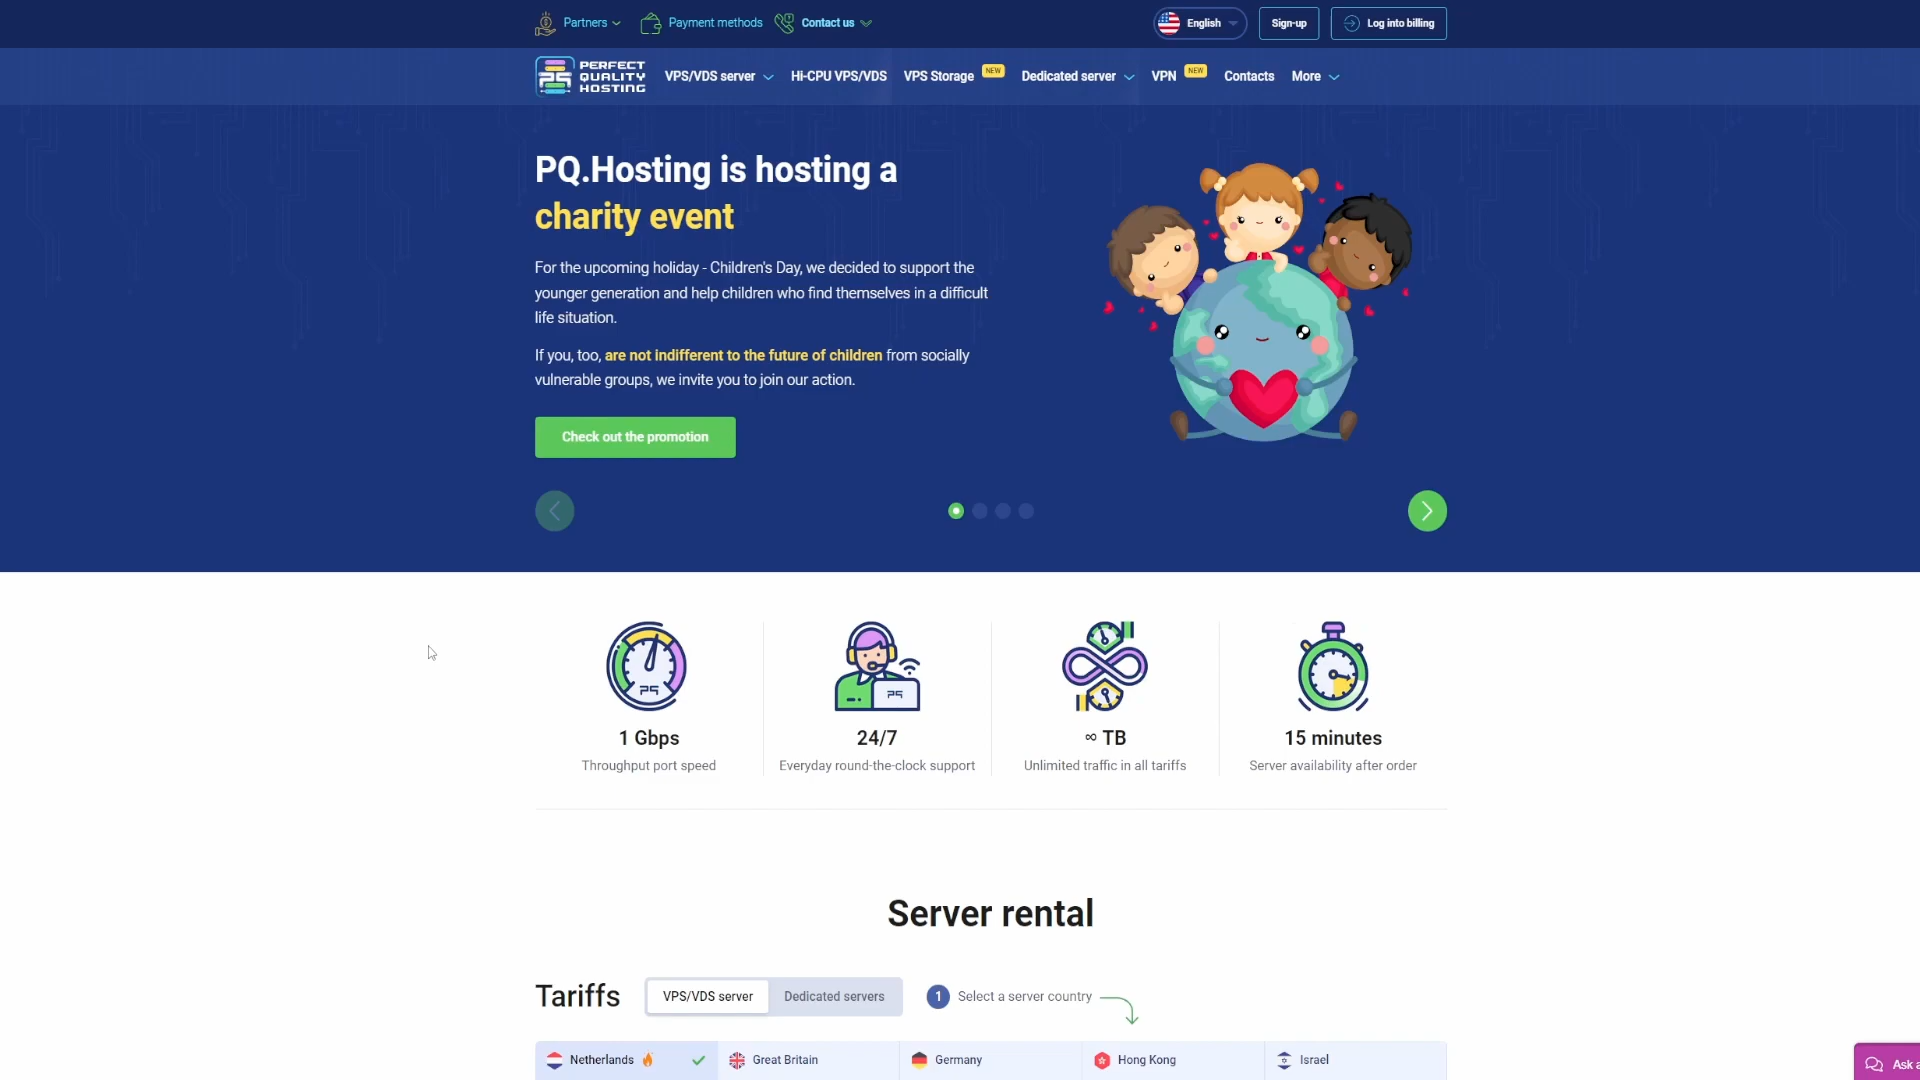 Partners
Payment methods
Contact us
English
Sign-up
Log into billing
PERFECT
QUALITY
HOSTING
VPS/VDS server
Hi-CPU VPS/VDS
VPS Storage
NEW
Dedicated server
VPN
NEW
Contacts
More
PQ.Hosting is hosting a
charity event
For the upcoming holiday - Children's Day, we decided to support the
younger generation and help children who find themselves in a difficult
life situation.
If you, too, are not indifferent to the future of children from socially
vulnerable groups, we invite you to join our action.
Check out the promotion
1 Gbps
Throughput port speed
24/7
Everyday round-the-clock support
∞ TB
Unlimited traffic in all tariffs
15 minutes
Server availability after order
Server rental
Tariffs
VPS/VDS server
Dedicated servers
1
Select a server country
Netherlands
Great Britain
Germany
Hong Kong
Israel
Ask a